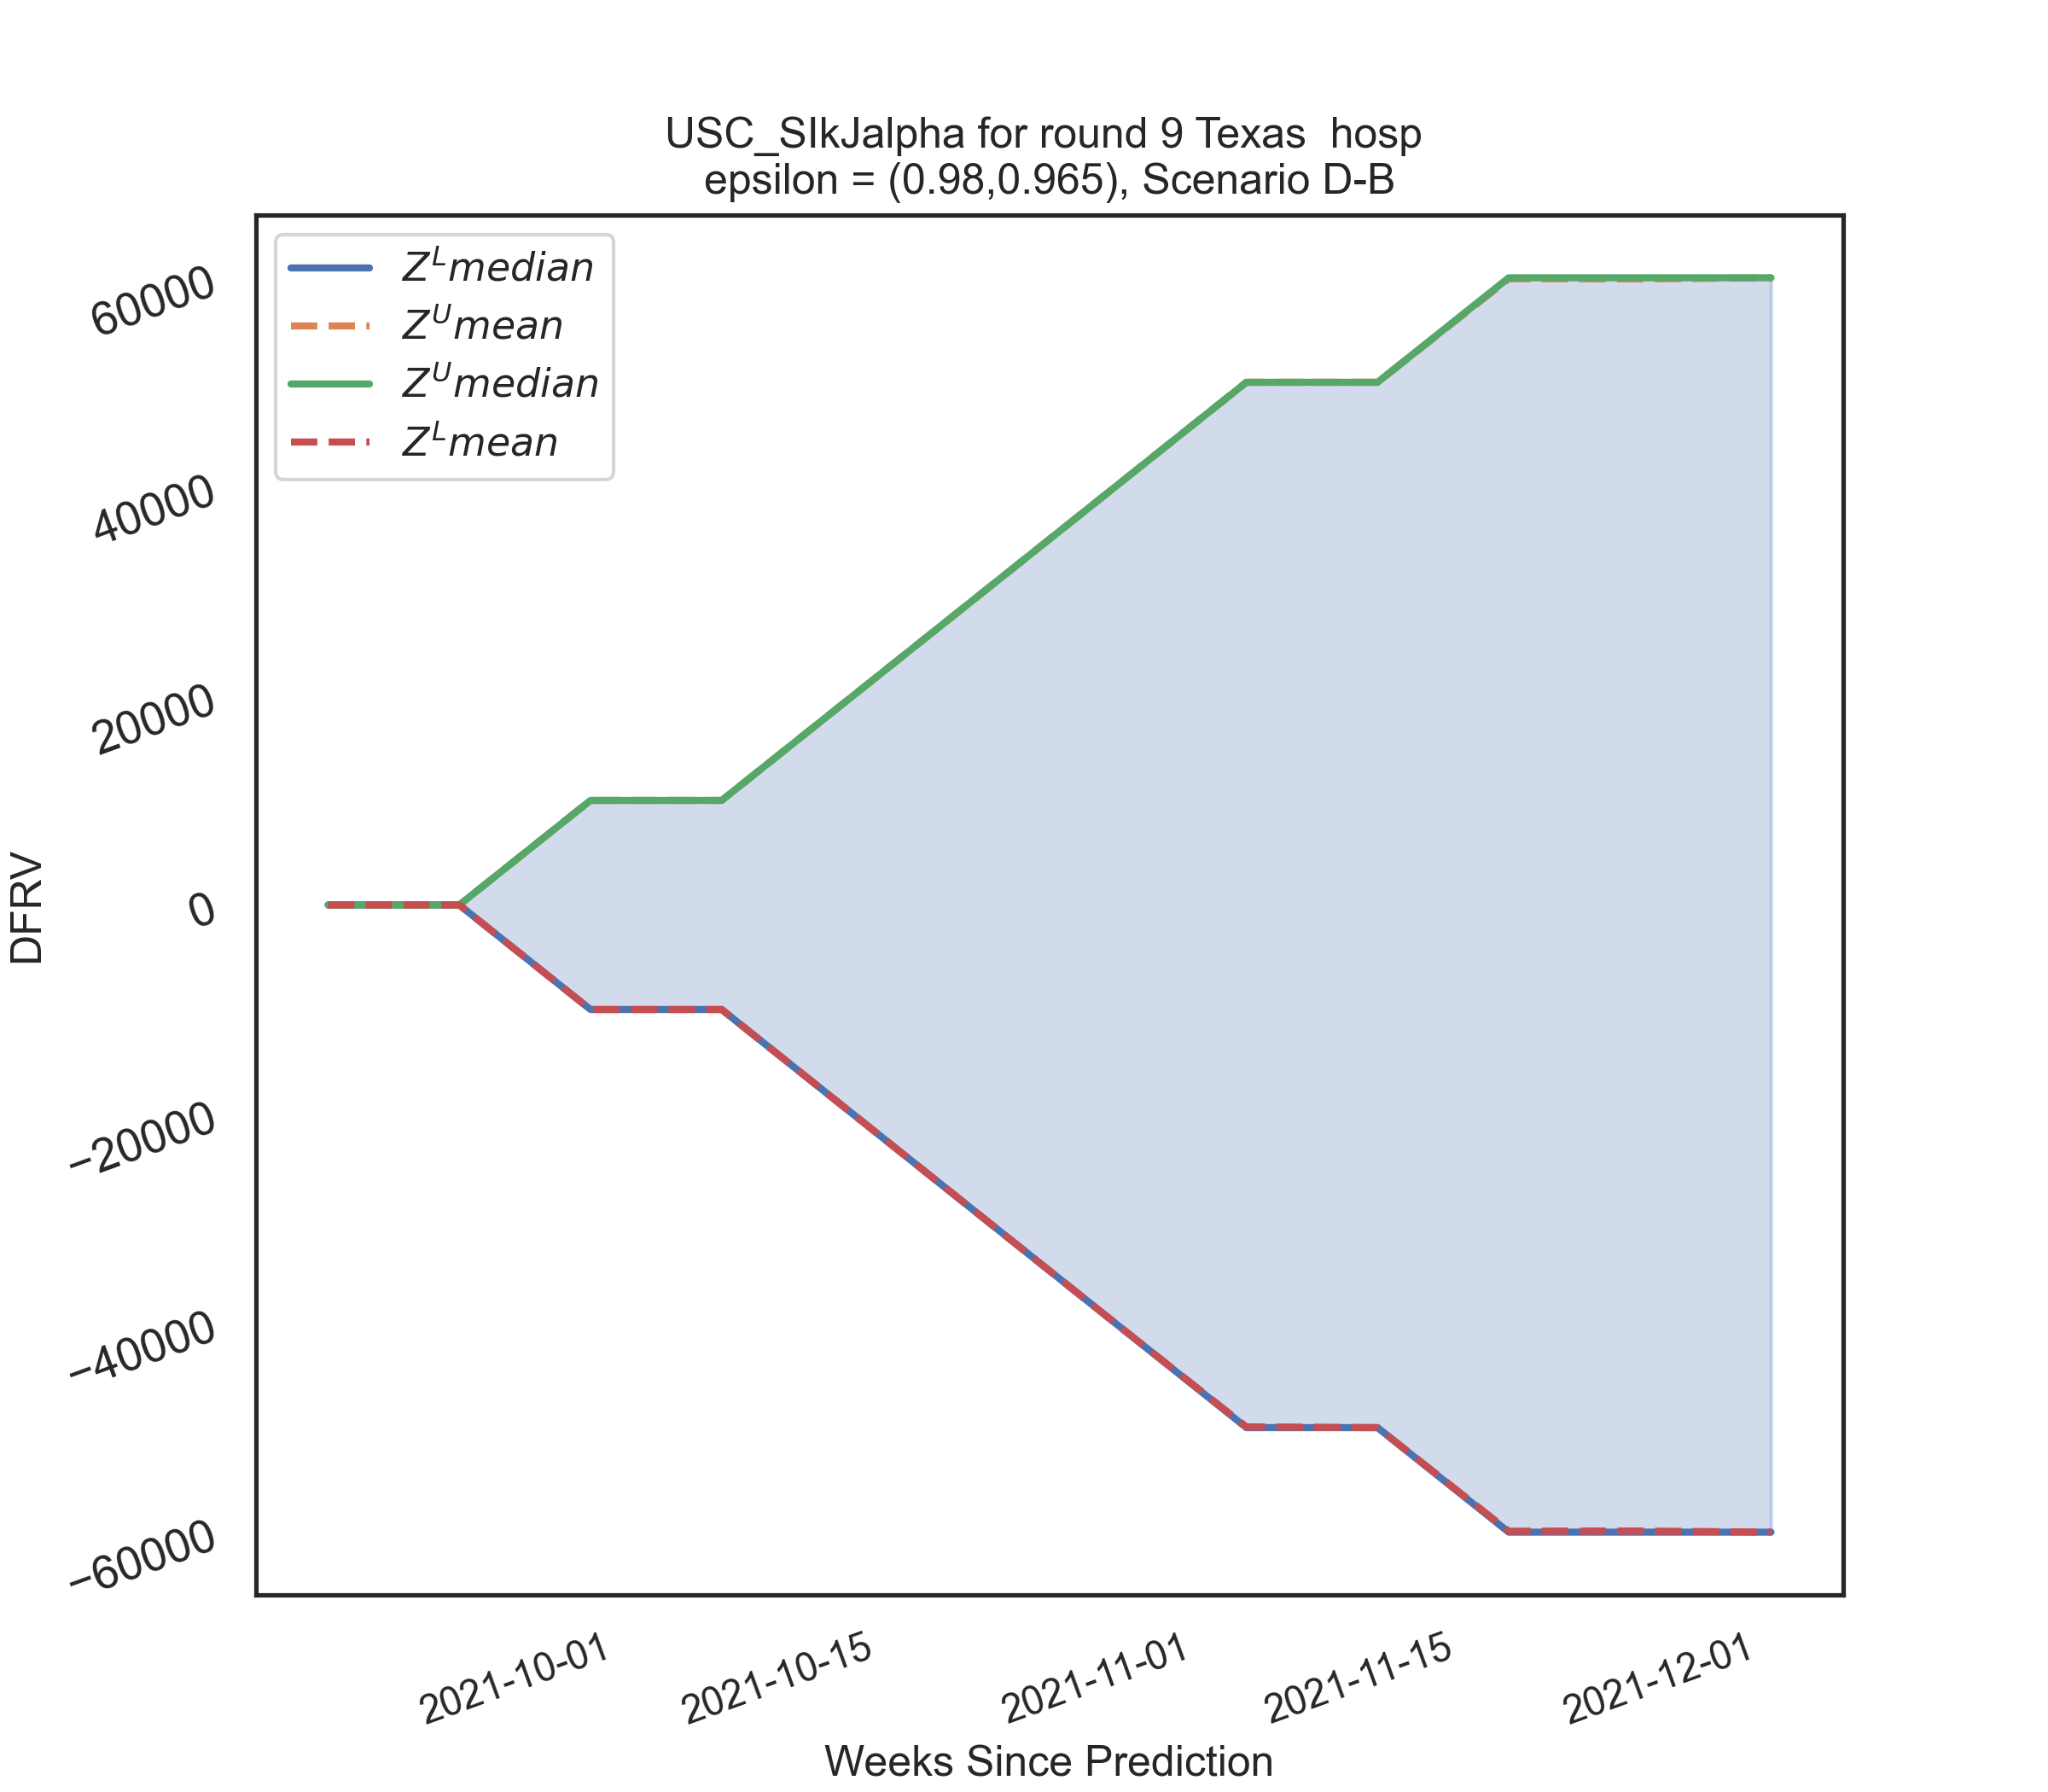 USC_SIkJalpha for round 9 Texas  hosp
epsilon = (0.98,0.965), Scenario D-B
Z^L median
Z^U mean
Z^U median
Z^L mean
60000
40000
20000
0
−20000
−40000
−60000
DFRV
2021-10-01
2021-10-15
2021-11-01
2021-11-15
2021-12-01
Weeks Since Prediction